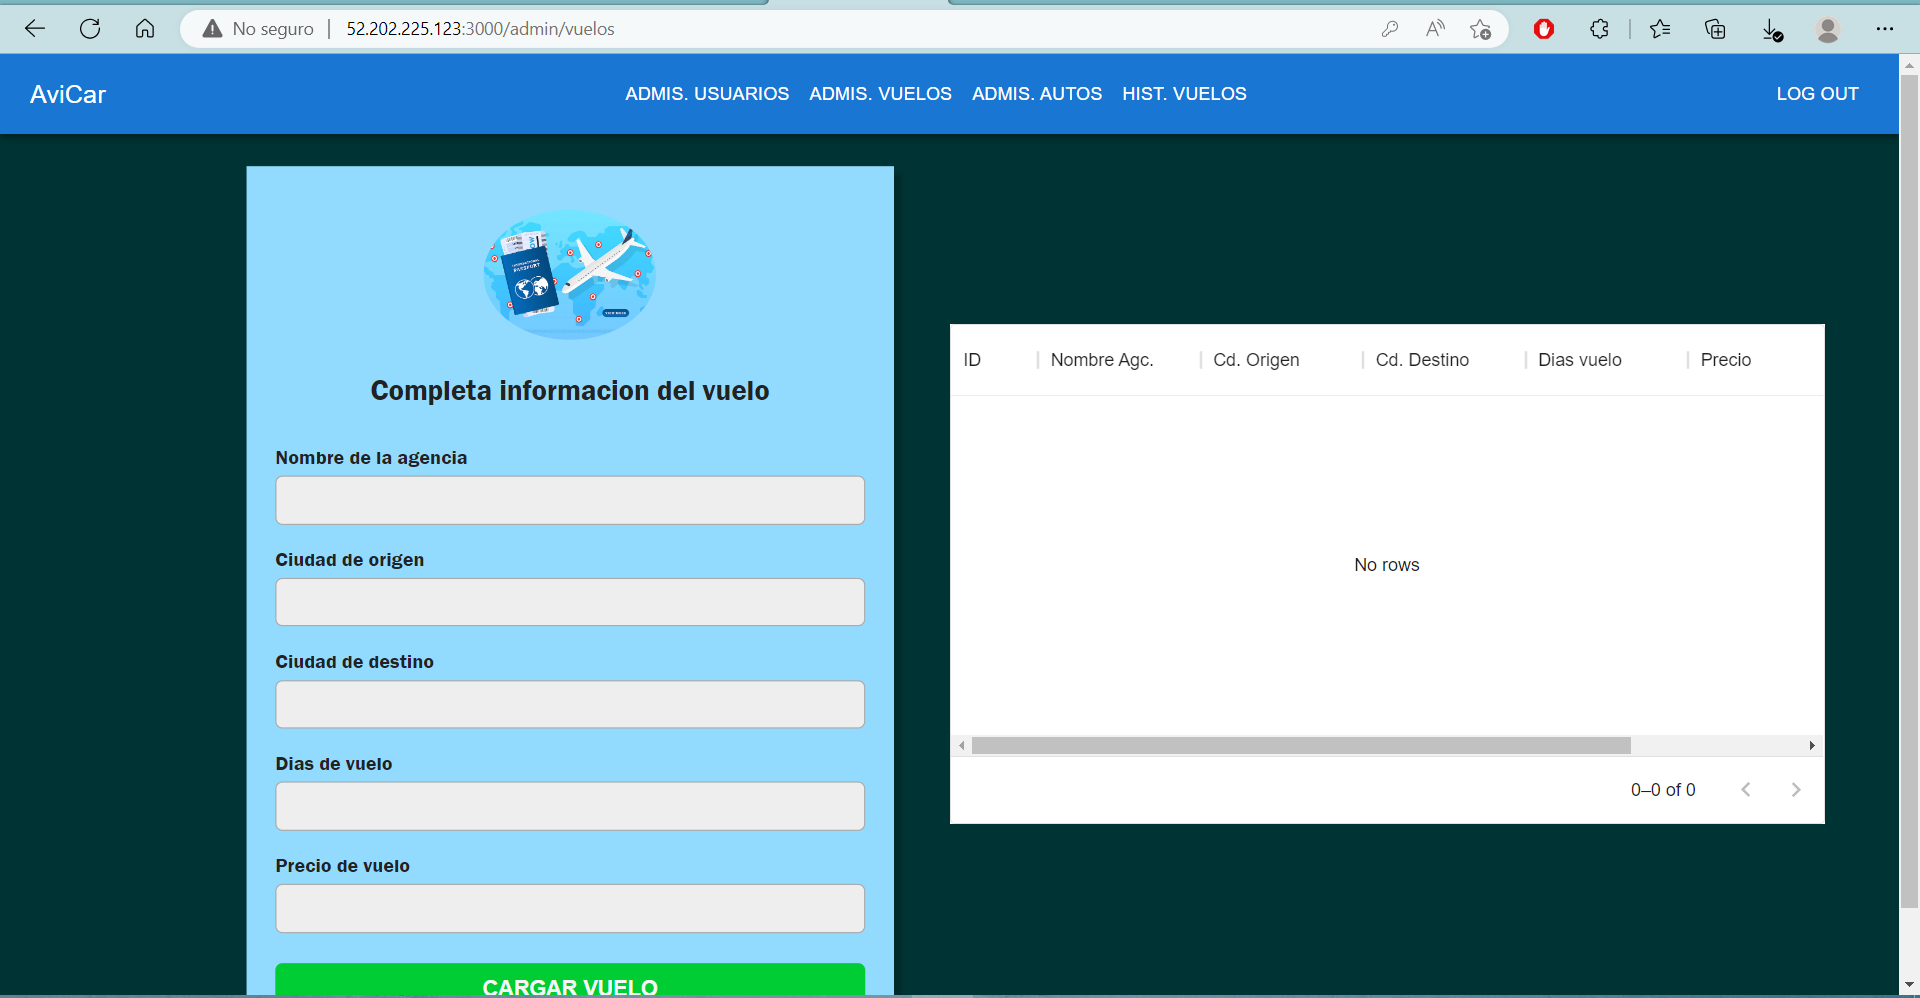 No seguro | 52.202.225.123:3000/admin/vuelos
AviCar
ADMIS. USUARIOS ADMIS. VUELOS ADMIS. AUTOS HIST. VUELOS
LOG OUT
PASSPORT
Completa informacion del vuelo
Nombre de la agencia
Ciudad de origen
Ciudad de destino
Dias de vuelo
Precio de vuelo
CARGAR VUELO
ID Nombre Agc. Cd. Origen Cd. Destino Dias vuelo Precio
No rows
0–0 of 0